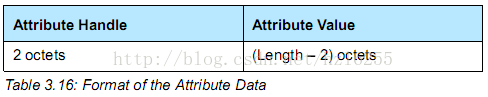 Attribute Handle Attribute Value
2 octets (Length – 2) octets
Table 3.16: Format of the Attribute Data